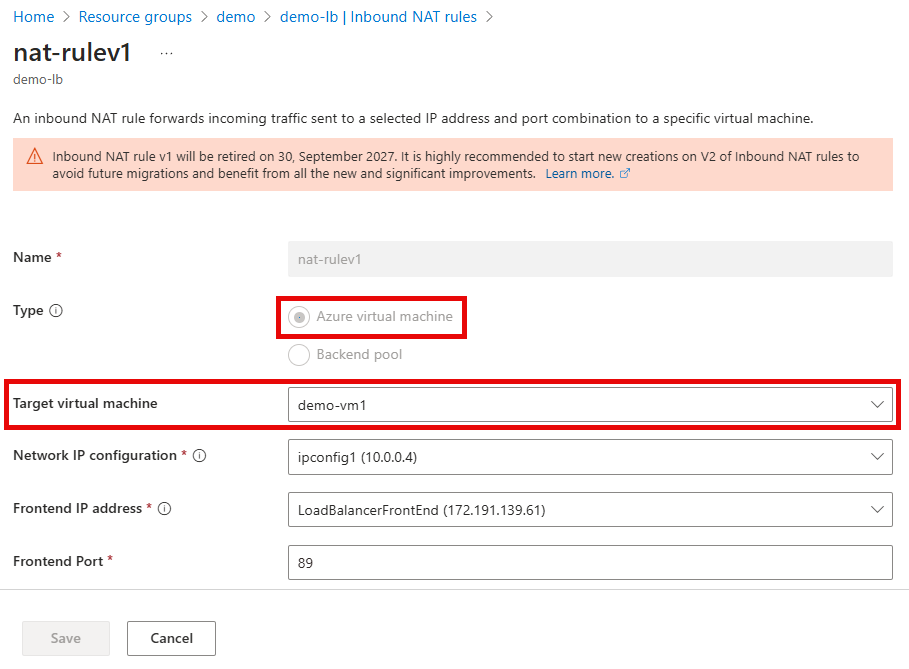 Home > Resource groups > demo > demo-lb | Inbound NAT rules >
nat-rulev1 ...
demo-lb
An inbound NAT rule forwards incoming traffic sent to a selected IP address and port combination to a specific virtual machine.
Inbound NAT rule v1 will be retired on 30, September 2027. It is highly recommended to start new creations on V2 of Inbound NAT rules to
avoid future migrations and benefit from all the new and significant improvements. Learn more.
Name * nat-rulev1
Type Azure virtual machine
Backend pool
Target virtual machine demo-vm1
Network IP configuration * ipconfig1 (10.0.0.4)
Frontend IP address * LoadBalancerFrontEnd (172.191.139.61)
Frontend Port * 89
Save Cancel